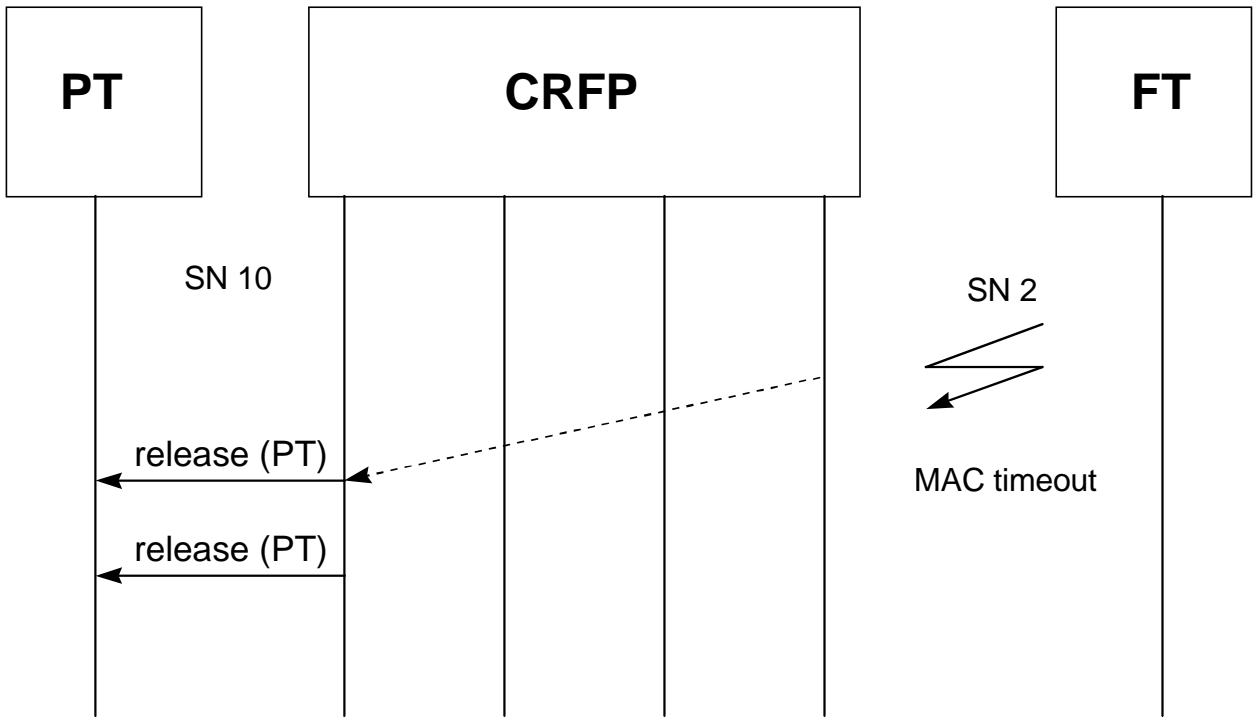 PT
CRFP
FT
SN 10
SN 2
release (PT)
MAC timeout
release (PT)